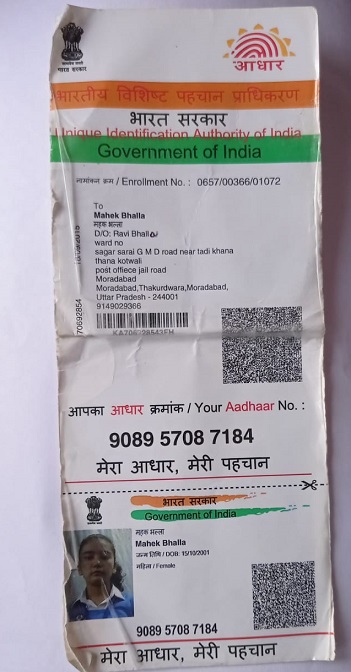 भारत सरकार
आधार
भारतीय विशिष्ट पहचान प्राधिकरण
भारत सरकार
Unique Identification Authority of India
Government of India
नामांकन क्रम / Enrollment No. : 0657/00366/01072
To
Mahek Bhalla
महक भल्ला
D/O: Ravi Bhalla
ward no
sagar sarai G M D road near tadi khana
thana kotwali
post offiece jail road
Moradabad
Moradabad,Thakurdwara,Moradabad,
Uttar Pradesh - 244001
9149029366
70692854
आपका आधार क्रमांक / Your Aadhaar No. :
9089 5708 7184
मेरा आधार, मेरी पहचान
भारत सरकार
Government of India
महक भल्ला
Mahek Bhalla
जन्म तिथि / DOB: 15/10/2001
महिला / Female
9089 5708 7184
मेरा आधार, मेरी पहचान